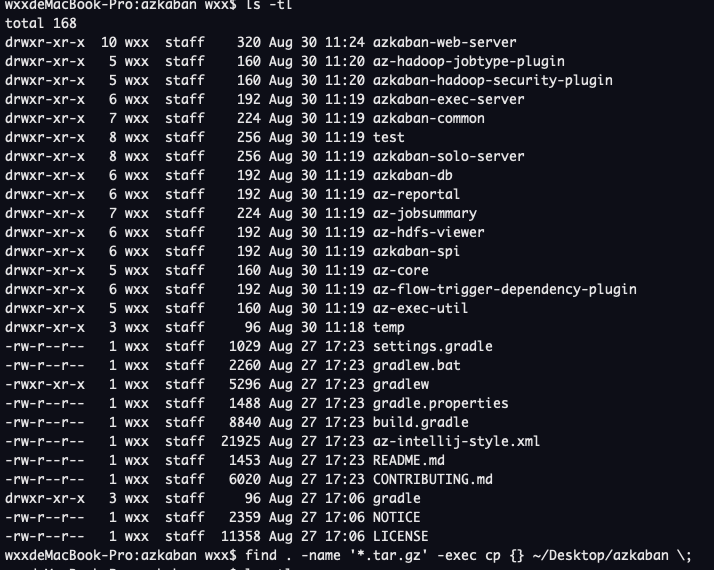 wxxdeMacBook-Pro:azkaban wxx$ ls -tl
total 168
drwxr-xr-x  10 wxx  staff    320 Aug 30 11:24 azkaban-web-server
drwxr-xr-x   5 wxx  staff    160 Aug 30 11:20 az-hadoop-jobtype-plugin
drwxr-xr-x   5 wxx  staff    160 Aug 30 11:20 azkaban-hadoop-security-plugin
drwxr-xr-x   6 wxx  staff    192 Aug 30 11:19 azkaban-exec-server
drwxr-xr-x   7 wxx  staff    224 Aug 30 11:19 azkaban-common
drwxr-xr-x   8 wxx  staff    256 Aug 30 11:19 test
drwxr-xr-x   8 wxx  staff    256 Aug 30 11:19 azkaban-solo-server
drwxr-xr-x   6 wxx  staff    192 Aug 30 11:19 azkaban-db
drwxr-xr-x   6 wxx  staff    192 Aug 30 11:19 az-reportal
drwxr-xr-x   7 wxx  staff    224 Aug 30 11:19 az-jobsummary
drwxr-xr-x   6 wxx  staff    192 Aug 30 11:19 az-hdfs-viewer
drwxr-xr-x   6 wxx  staff    192 Aug 30 11:19 azkaban-spi
drwxr-xr-x   5 wxx  staff    160 Aug 30 11:19 az-core
drwxr-xr-x   6 wxx  staff    192 Aug 30 11:19 az-flow-trigger-dependency-plugin
drwxr-xr-x   5 wxx  staff    160 Aug 30 11:19 az-exec-util
drwxr-xr-x   3 wxx  staff     96 Aug 30 11:18 temp
-rw-r--r--   1 wxx  staff   1029 Aug 27 17:23 settings.gradle
-rw-r--r--   1 wxx  staff   2260 Aug 27 17:23 gradlew.bat
-rwxr-xr-x   1 wxx  staff   5296 Aug 27 17:23 gradlew
-rw-r--r--   1 wxx  staff   1488 Aug 27 17:23 gradle.properties
-rw-r--r--   1 wxx  staff   8840 Aug 27 17:23 build.gradle
-rw-r--r--   1 wxx  staff  21925 Aug 27 17:23 az-intellij-style.xml
-rw-r--r--   1 wxx  staff   1453 Aug 27 17:23 README.md
-rw-r--r--   1 wxx  staff   6020 Aug 27 17:23 CONTRIBUTING.md
drwxr-xr-x   3 wxx  staff     96 Aug 27 17:06 gradle
-rw-r--r--   1 wxx  staff   2359 Aug 27 17:06 NOTICE
-rw-r--r--   1 wxx  staff  11358 Aug 27 17:06 LICENSE
wxxdeMacBook-Pro:azkaban wxx$ find . -name '*.tar.gz' -exec cp {} ~/Desktop/azkaban \;